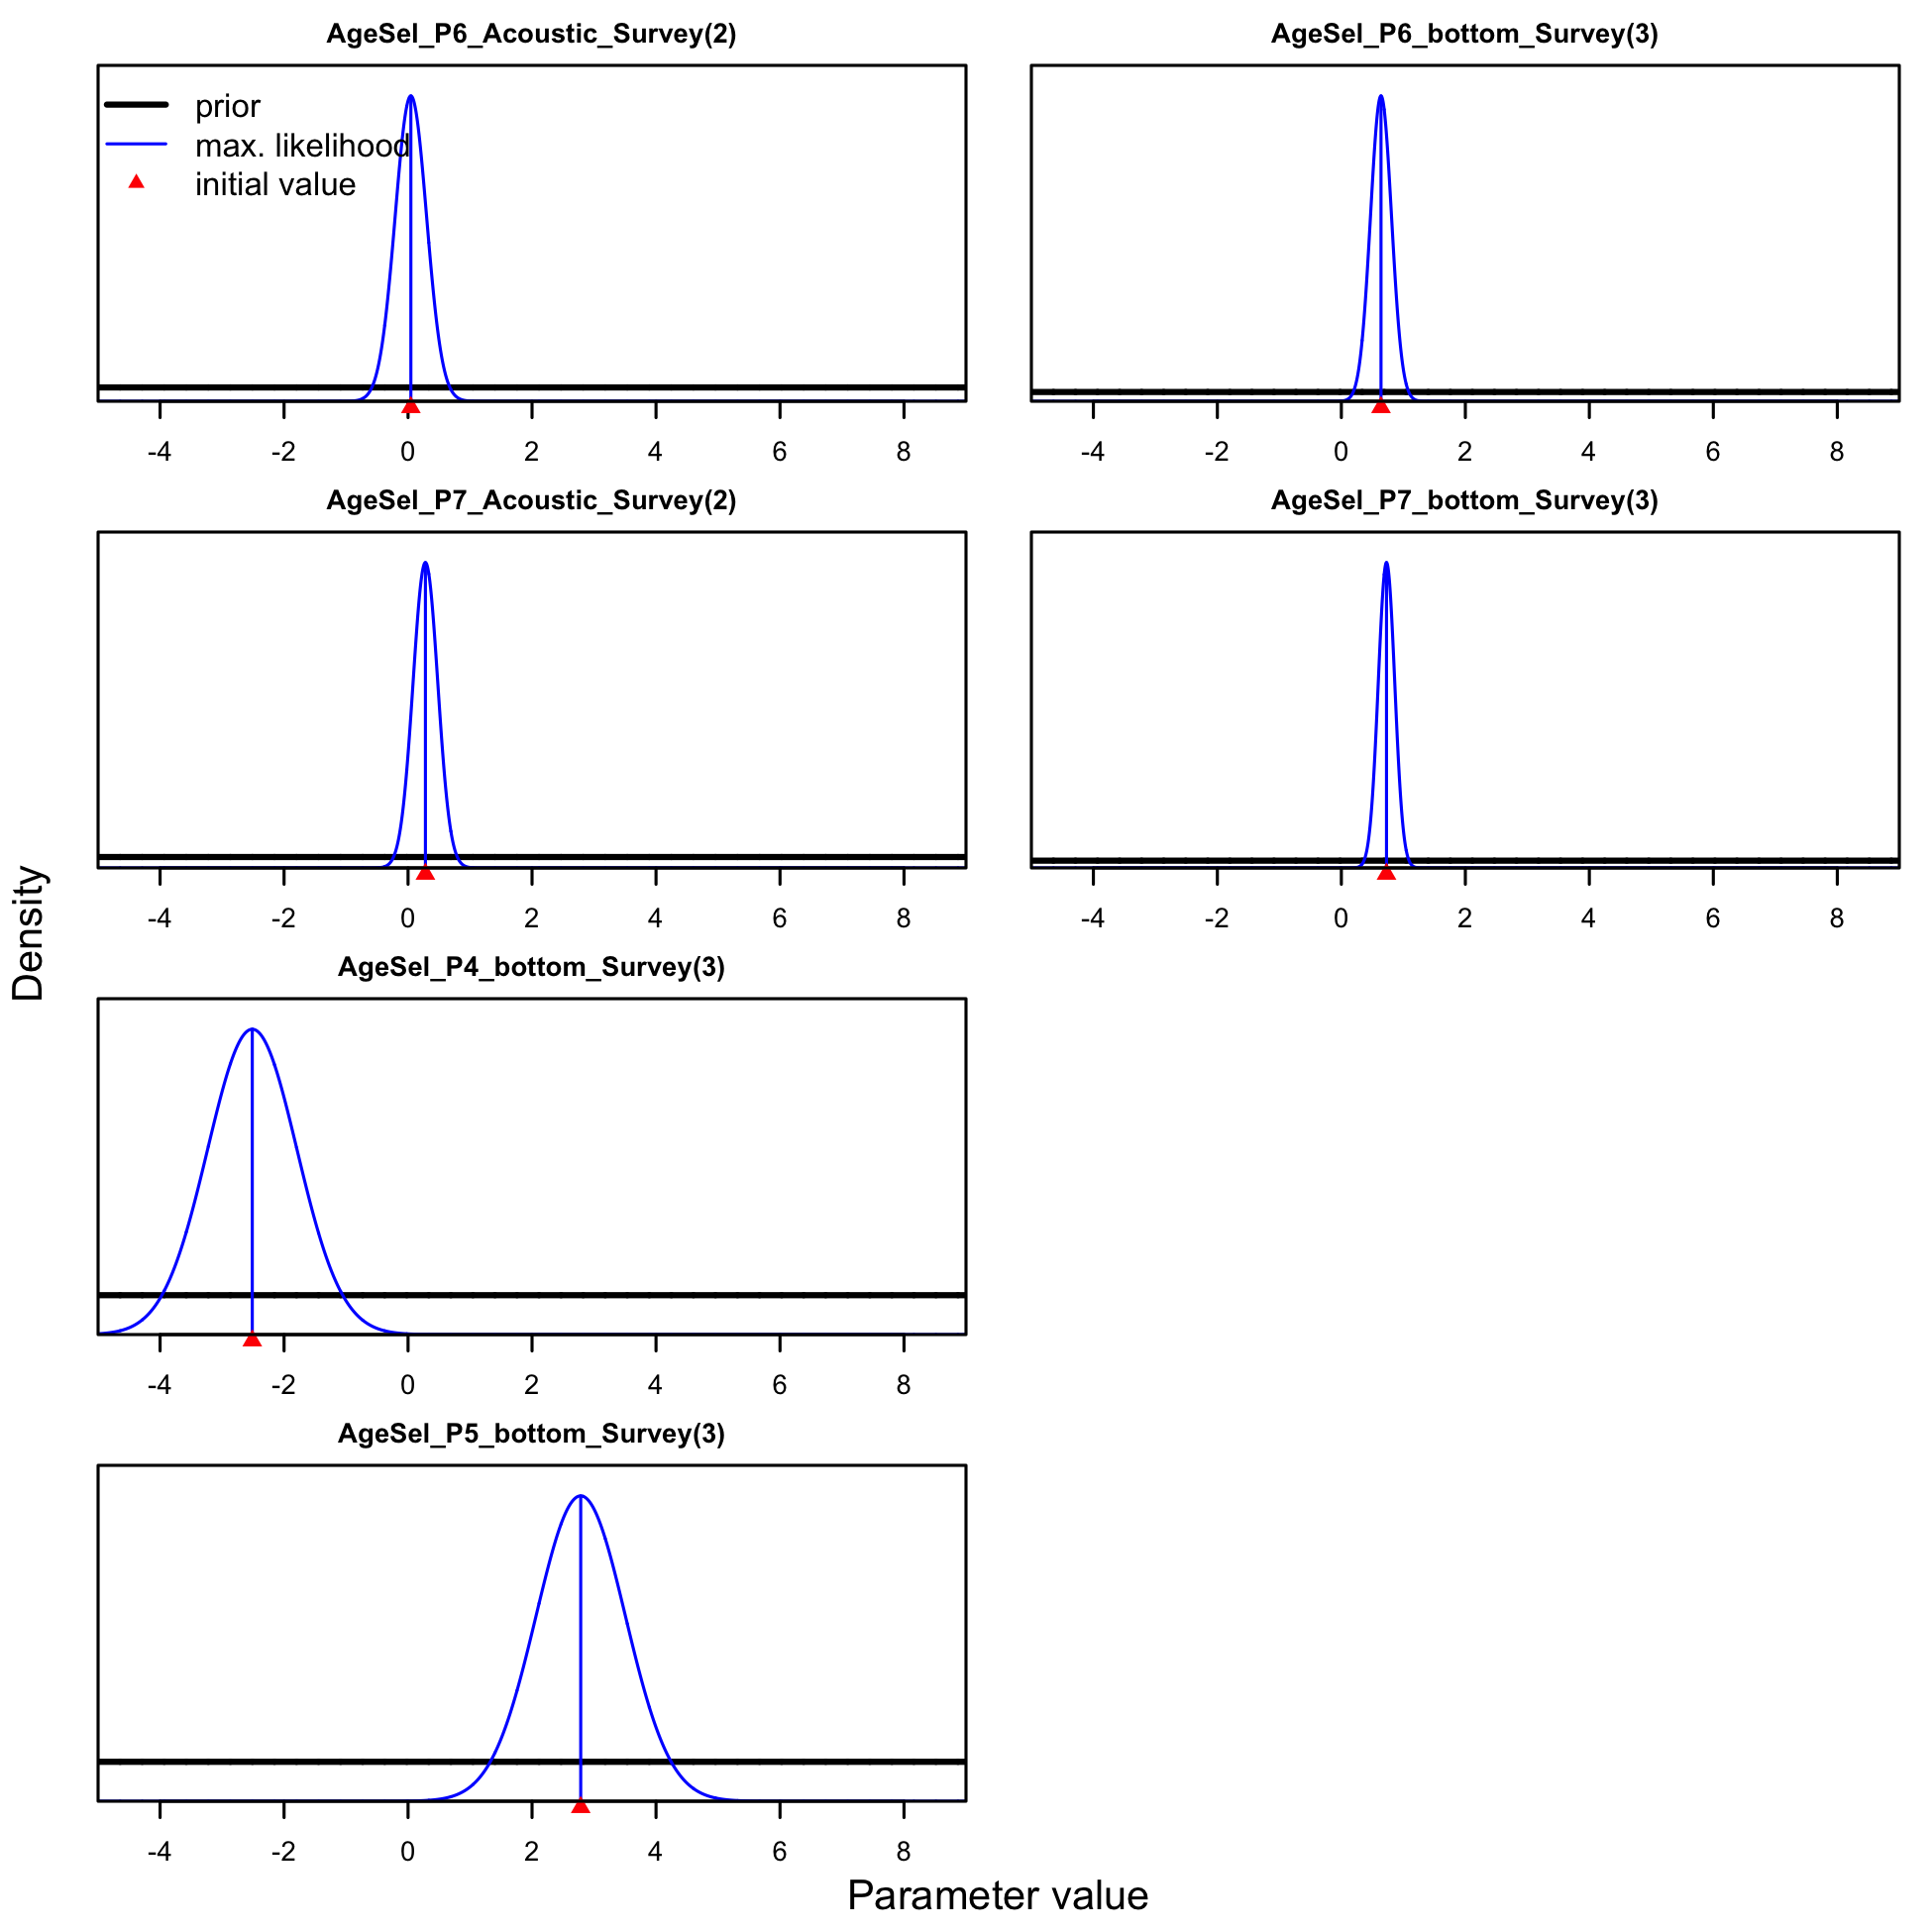 AgeSel_P6_Acoustic_Survey(2)
prior
max. likelihood
initial value
-4 -2 0 2 4 6 8
AgeSel_P7_Acoustic_Survey(2)
-4 -2 0 2 4 6 8
AgeSel_P4_bottom_Survey(3)
-4 -2 0 2 4 6 8
AgeSel_P5_bottom_Survey(3)
-4 -2 0 2 4 6 8
AgeSel_P6_bottom_Survey(3)
-4 -2 0 2 4 6 8
AgeSel_P7_bottom_Survey(3)
-4 -2 0 2 4 6 8
Density
Parameter value